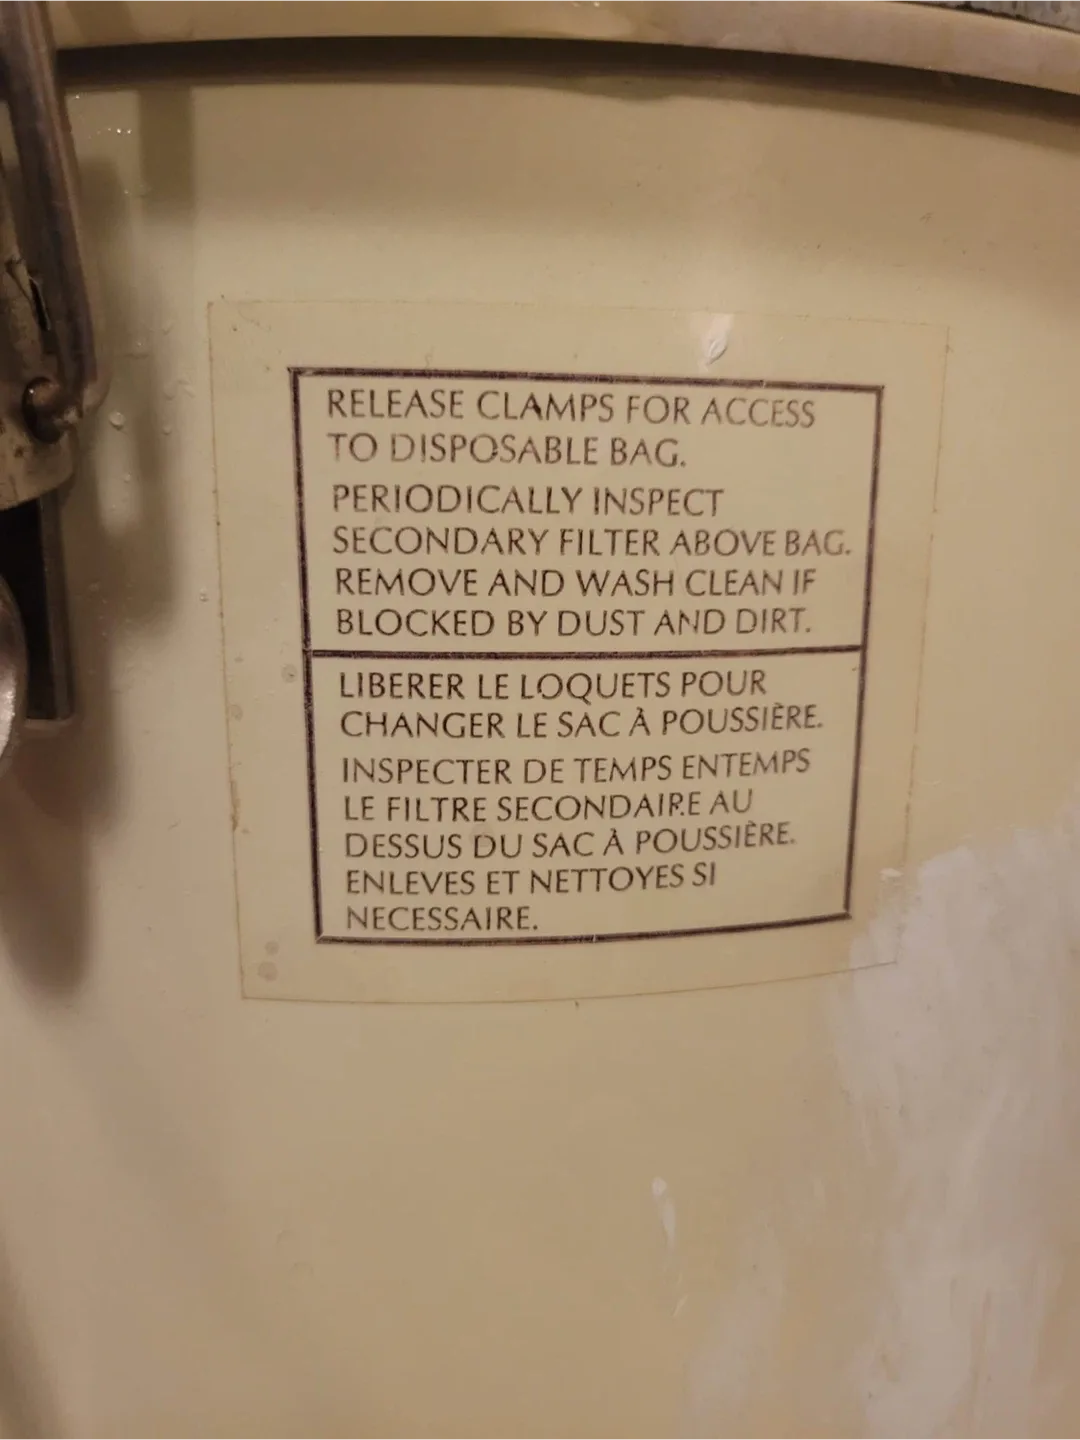 RELEASE CLAMPS FOR ACCESS
TO DISPOSABLE BAG.
PERIODICALLY INSPECT
SECONDARY FILTER ABOVE BAG.
REMOVE AND WASH CLEAN IF
BLOCKED BY DUST AND DIRT.
LIBERER LE LOQUETS POUR
CHANGER LE SAC À POUSSIÈRE.
INSPECTER DE TEMPS ENTEMPS
LE FILTRE SECONDAIRE AU
DESSUS DU SAC À POUSSIÈRE.
ENLEVES ET NETTOYES SI
NECESSAIRE.